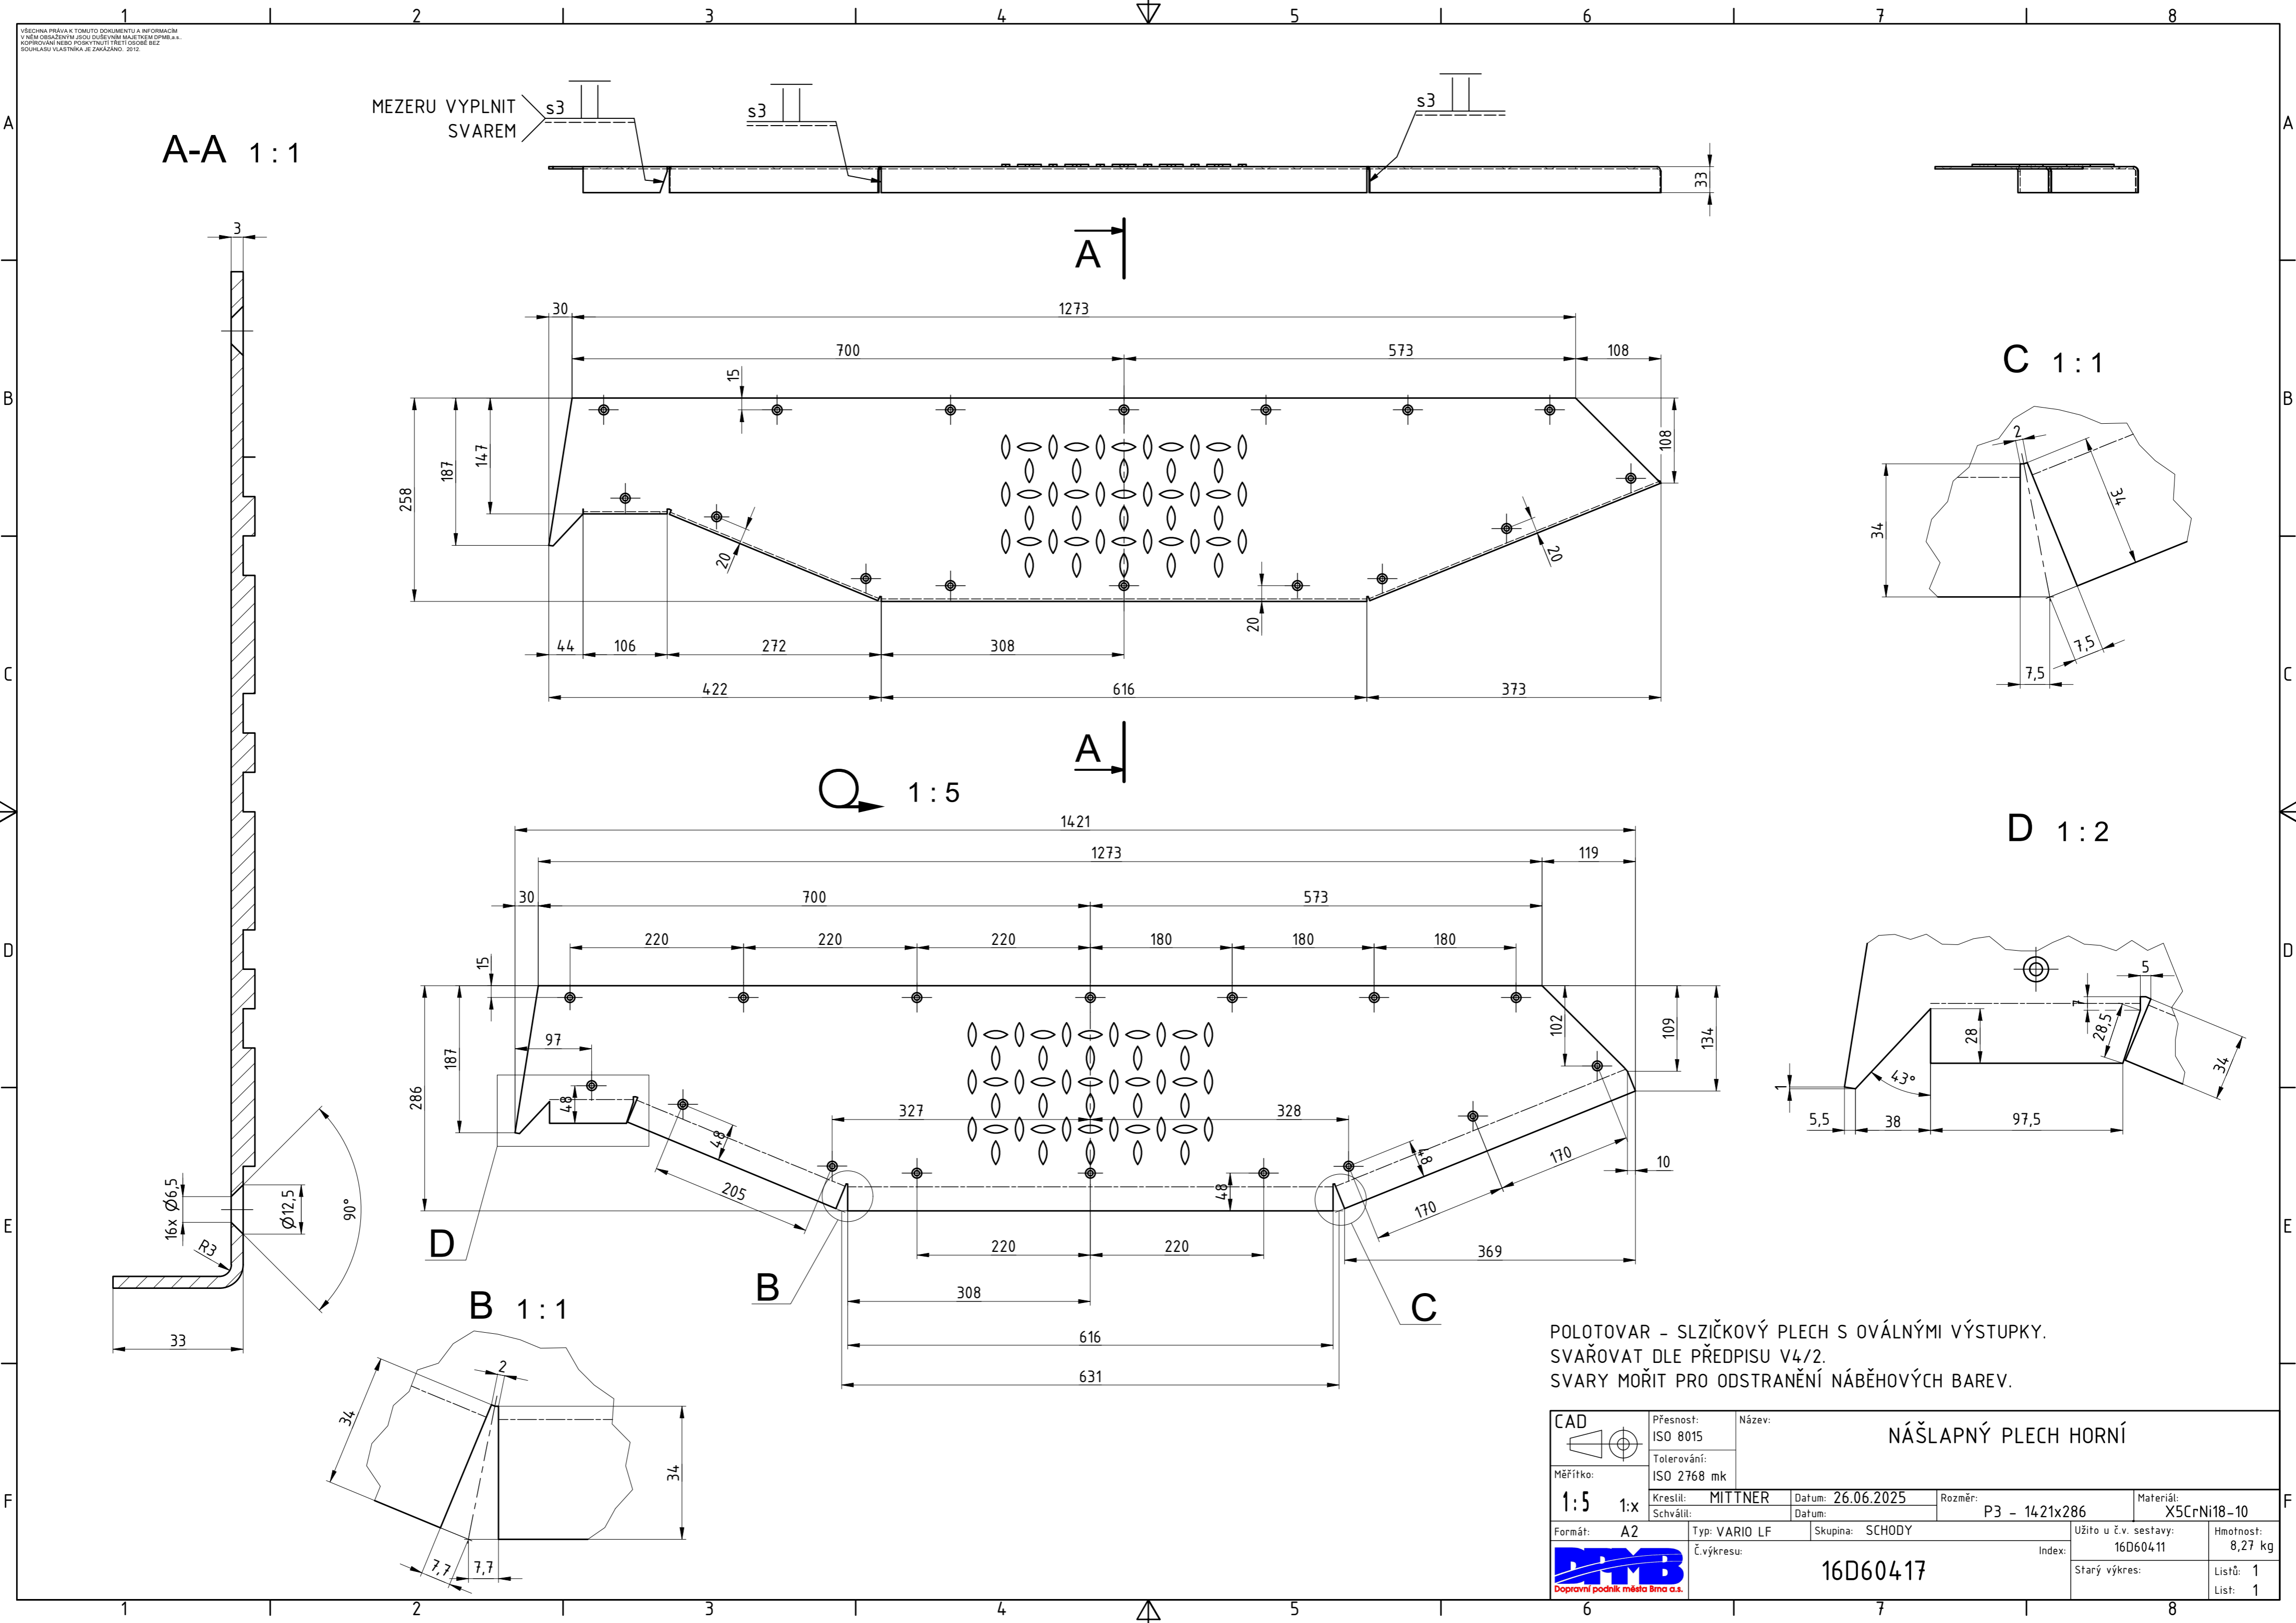 1 2 3 4 5 6 7 8
VŠECHNA PRÁVA K TOMUTO DOKUMENTU A INFORMACÍM
V NĚM OBSAŽENÝM JSOU DUŠEVNÍM MAJETKEM DPMB,a.s..
KOPÍROVÁNÍ NEBO POSKYTNUTÍ TŘETÍ OSOBĚ BEZ
SOUHLASU VLASTNÍKA JE ZAKÁZÁNO. 2012.
A
B
C
D
E
F
A
B
C
D
E
F
MEZERU VYPLNIT
SVAREM
s3
s3
s3
33
A-A 1 : 1
3
16x Ø6,5
Ø12,5
90°
R3
33
A
30 1273
700 573 108
15
258
187
147
108
20
20
20
44 106 272 308
422 616 373
A
C 1 : 1
2
34
34
7,5
7,5
1 : 5
1421
1273 119
30 700 573
220 220 220 180 180 180
15
286
187
97
48
48
205
327 328
48
48
102
109
134
170
170
10
220 220
369
308
616
631
D
B
C
D 1 : 2
5
7
28
28,5
34
43°
1
5,5 38 97,5
B 1 : 1
2
34
34
7,7
7,7
POLOTOVAR - SLZIČKOVÝ PLECH S OVÁLNÝMI VÝSTUPKY.
SVAŘOVAT DLE PŘEDPISU V4/2.
SVARY MOŘIT PRO ODSTRANĚNÍ NÁBĚHOVÝCH BAREV.
CAD
Přesnost:
ISO 8015
Tolerování:
ISO 2768 mk
Název:
NÁŠLAPNÝ PLECH HORNÍ
Měřítko:
1:5 1:x
Kreslil: MITTNER
Datum: 26.06.2025
Schválil:
Datum:
Rozměr:
P3 - 1421x286
Materiál:
X5CrNi18-10
Formát: A2
Typ: VARIO LF
Skupina: SCHODY
Užito u č.v. sestavy:
16D60411
Hmotnost:
8,27 kg
DPMB
Dopravní podnik města Brna a.s.
Č.výkresu:
16D60417
Index:
Starý výkres:
Listů: 1
List: 1
1 2 3 4 5 6 7 8